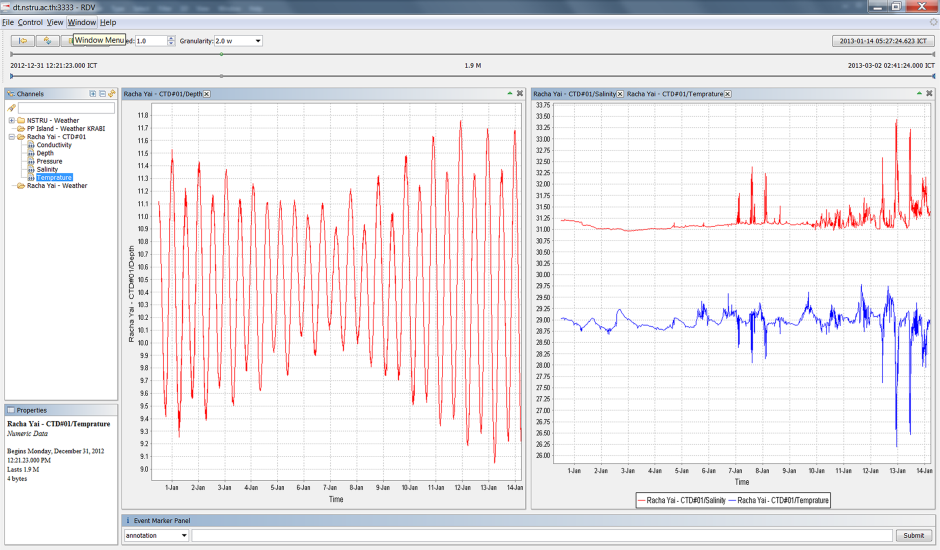 dt.nstru.ac.th:3333 - RDV
File Control View Window Help
Window Menu
ed: 1.0 Granularity: 2.0 w 2013-01-14 05:27:24.623 ICT
2012-12-31 12:21:23.000 ICT 1.9 M 2013-03-02 02:41:24.000 ICT
Channels
NSTRU - Weather
PP Island - Weather KRABI
Racha Yai - CTD#01
Conductivity
Depth
Pressure
Salinity
Temprature
Racha Yai - Weather
Properties
Racha Yai - CTD#01/Temprature
Numeric Data
Begins Monday, December 31, 2012
12:21:23.000 PM
Lasts 1.9 M
4 bytes
Racha Yai - CTD#01/Depth
11.8
11.6
11.5
11.4
11.3
11.2
11.1
11.0
10.9
10.8
10.7
10.6
10.5
10.4
10.3
10.2
10.1
10.0
9.9
9.8
9.7
9.6
9.5
9.4
9.3
9.2
9.1
9.0
Racha Yai - CTD#01/Depth
1-Jan 2-Jan 3-Jan 4-Jan 5-Jan 6-Jan 7-Jan 8-Jan 9-Jan 10-Jan 11-Jan 12-Jan 13-Jan 14-Jan
Time
Racha Yai - CTD#01/Salinity Racha Yai - CTD#01/Temprature
33.75
33.50
33.25
33.00
32.75
32.50
32.25
32.00
31.75
31.50
31.25
31.00
30.75
30.50
30.25
30.00
29.75
29.50
29.25
29.00
28.75
28.50
28.25
28.00
27.75
27.50
27.25
27.00
26.75
26.50
26.25
26.00
1-Jan 2-Jan 3-Jan 4-Jan 5-Jan 6-Jan 7-Jan 8-Jan 9-Jan 10-Jan 11-Jan 12-Jan 13-Jan 14-Jan
Time
Racha Yai - CTD#01/Salinity Racha Yai - CTD#01/Temprature
Event Marker Panel
annotation Submit